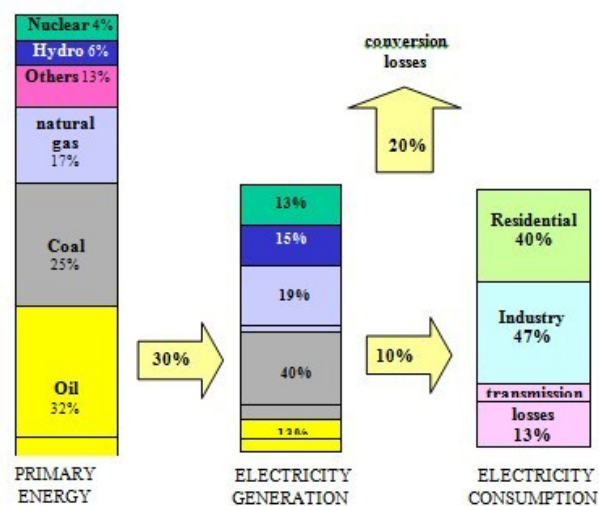 Nuclear 4%
Hydro 6%
Others 13%
natural
gas
17%
Coal
25%
Oil
32%
PRIMARY
ENERGY
30%
13%
15%
19%
40%
13%
ELECTRICITY
GENERATION
conversion
losses
20%
10%
Residential
40%
Industry
47%
transmission
losses
13%
ELECTRICITY
CONSUMPTION